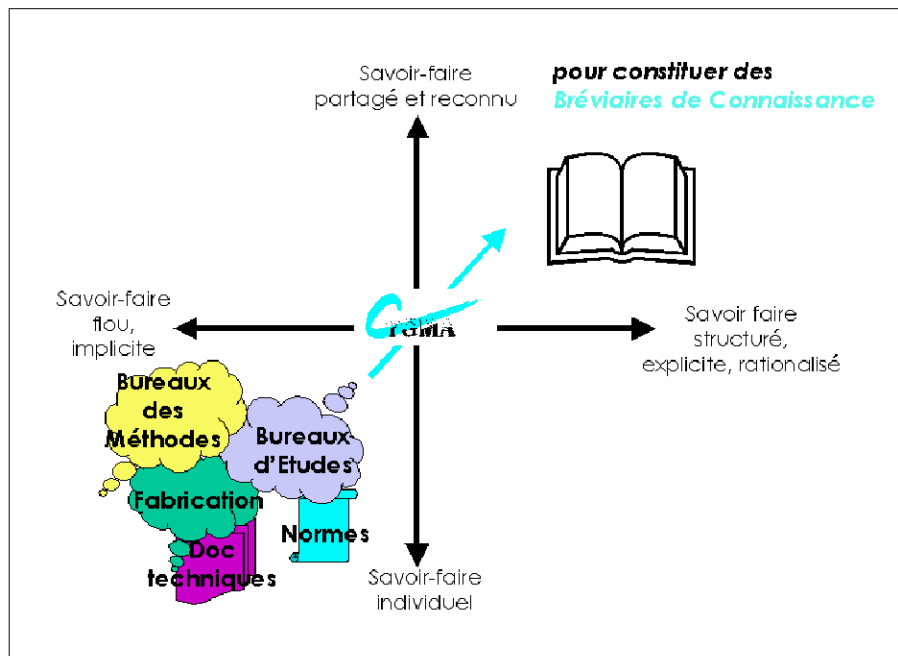 Savoir-faire
partagé et reconnu
pour constituer des
Bréviaires de Connaissance
Savoir-faire
flou,
implicite
Savoir faire
structuré,
explicite, rationalisé
Bureaux
des
Méthodes
Bureaux
d'Etudes
Fabrication
Normes
Doc
techniques
Savoir-faire
individuel